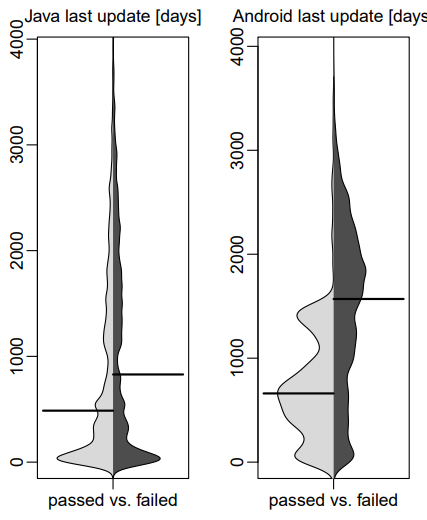 Java last update [days]
4000
3000
2000
1000
0
passed vs. failed
Android last update [days
4000
3000
2000
1000
0
passed vs. failed